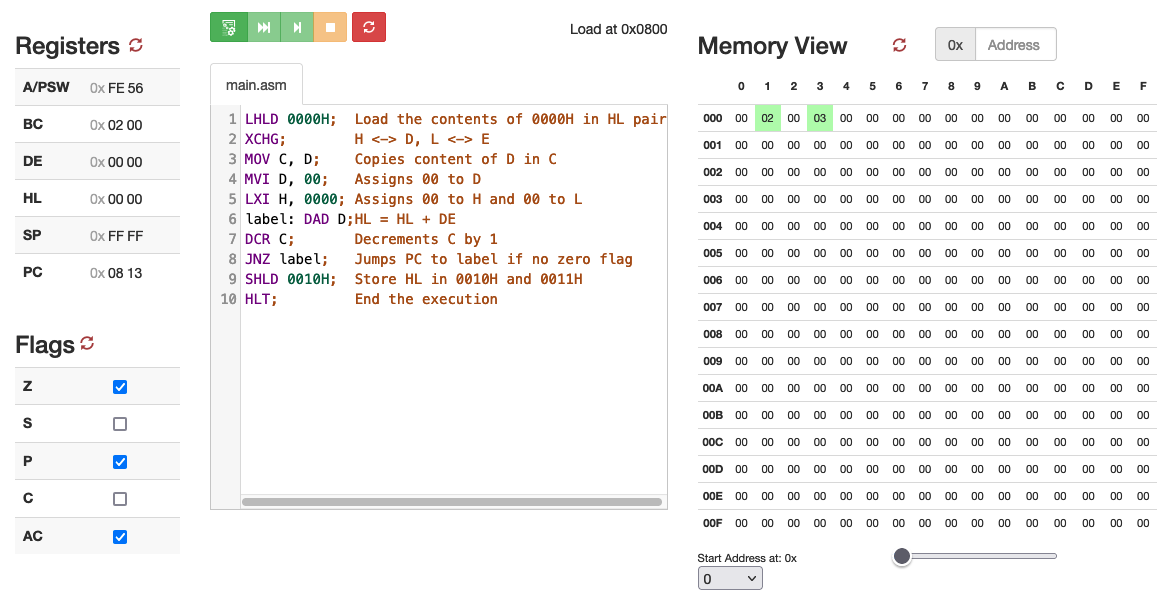 Load at 0x0800
Registers
A/PSW 0x FE 56
BC 0x 02 00
DE 0x 00 00
HL 0x 00 00
SP 0x FF FF
PC 0x 08 13
Flags
Z
S
P
C
AC
main.asm
1 LHLD 0000H; Load the contents of 0000H in HL pair
2 XCHG; H <-> D, L <-> E
3 MOV C, D; Copies content of D in C
4 MVI D, 00; Assigns 00 to D
5 LXI H, 0000; Assigns 00 to H and 00 to L
6 label: DAD D;HL = HL + DE
7 DCR C; Decrements C by 1
8 JNZ label; Jumps PC to label if no zero flag
9 SHLD 0010H; Store HL in 0010H and 0011H
10 HLT; End the execution
Memory View 0x Address
0 1 2 3 4 5 6 7 8 9 A B C D E F
000 00 02 00 03 00 00 00 00 00 00 00 00 00 00 00 00
001 00 00 00 00 00 00 00 00 00 00 00 00 00 00 00 00
002 00 00 00 00 00 00 00 00 00 00 00 00 00 00 00 00
003 00 00 00 00 00 00 00 00 00 00 00 00 00 00 00 00
004 00 00 00 00 00 00 00 00 00 00 00 00 00 00 00 00
005 00 00 00 00 00 00 00 00 00 00 00 00 00 00 00 00
006 00 00 00 00 00 00 00 00 00 00 00 00 00 00 00 00
007 00 00 00 00 00 00 00 00 00 00 00 00 00 00 00 00
008 00 00 00 00 00 00 00 00 00 00 00 00 00 00 00 00
009 00 00 00 00 00 00 00 00 00 00 00 00 00 00 00 00
00A 00 00 00 00 00 00 00 00 00 00 00 00 00 00 00 00
00B 00 00 00 00 00 00 00 00 00 00 00 00 00 00 00 00
00C 00 00 00 00 00 00 00 00 00 00 00 00 00 00 00 00
00D 00 00 00 00 00 00 00 00 00 00 00 00 00 00 00 00
00E 00 00 00 00 00 00 00 00 00 00 00 00 00 00 00 00
00F 00 00 00 00 00 00 00 00 00 00 00 00 00 00 00 00
Start Address at: 0x
0